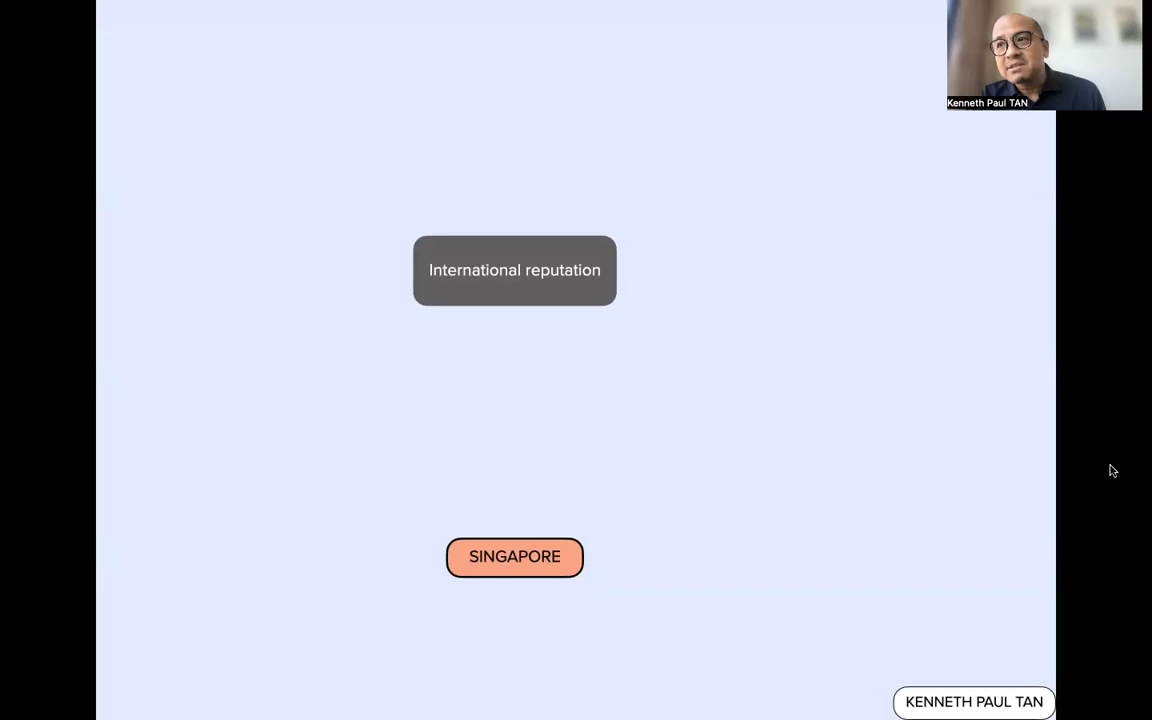 Kenneth Paul TAN
International reputation
SINGAPORE
KENNETH PAUL TAN